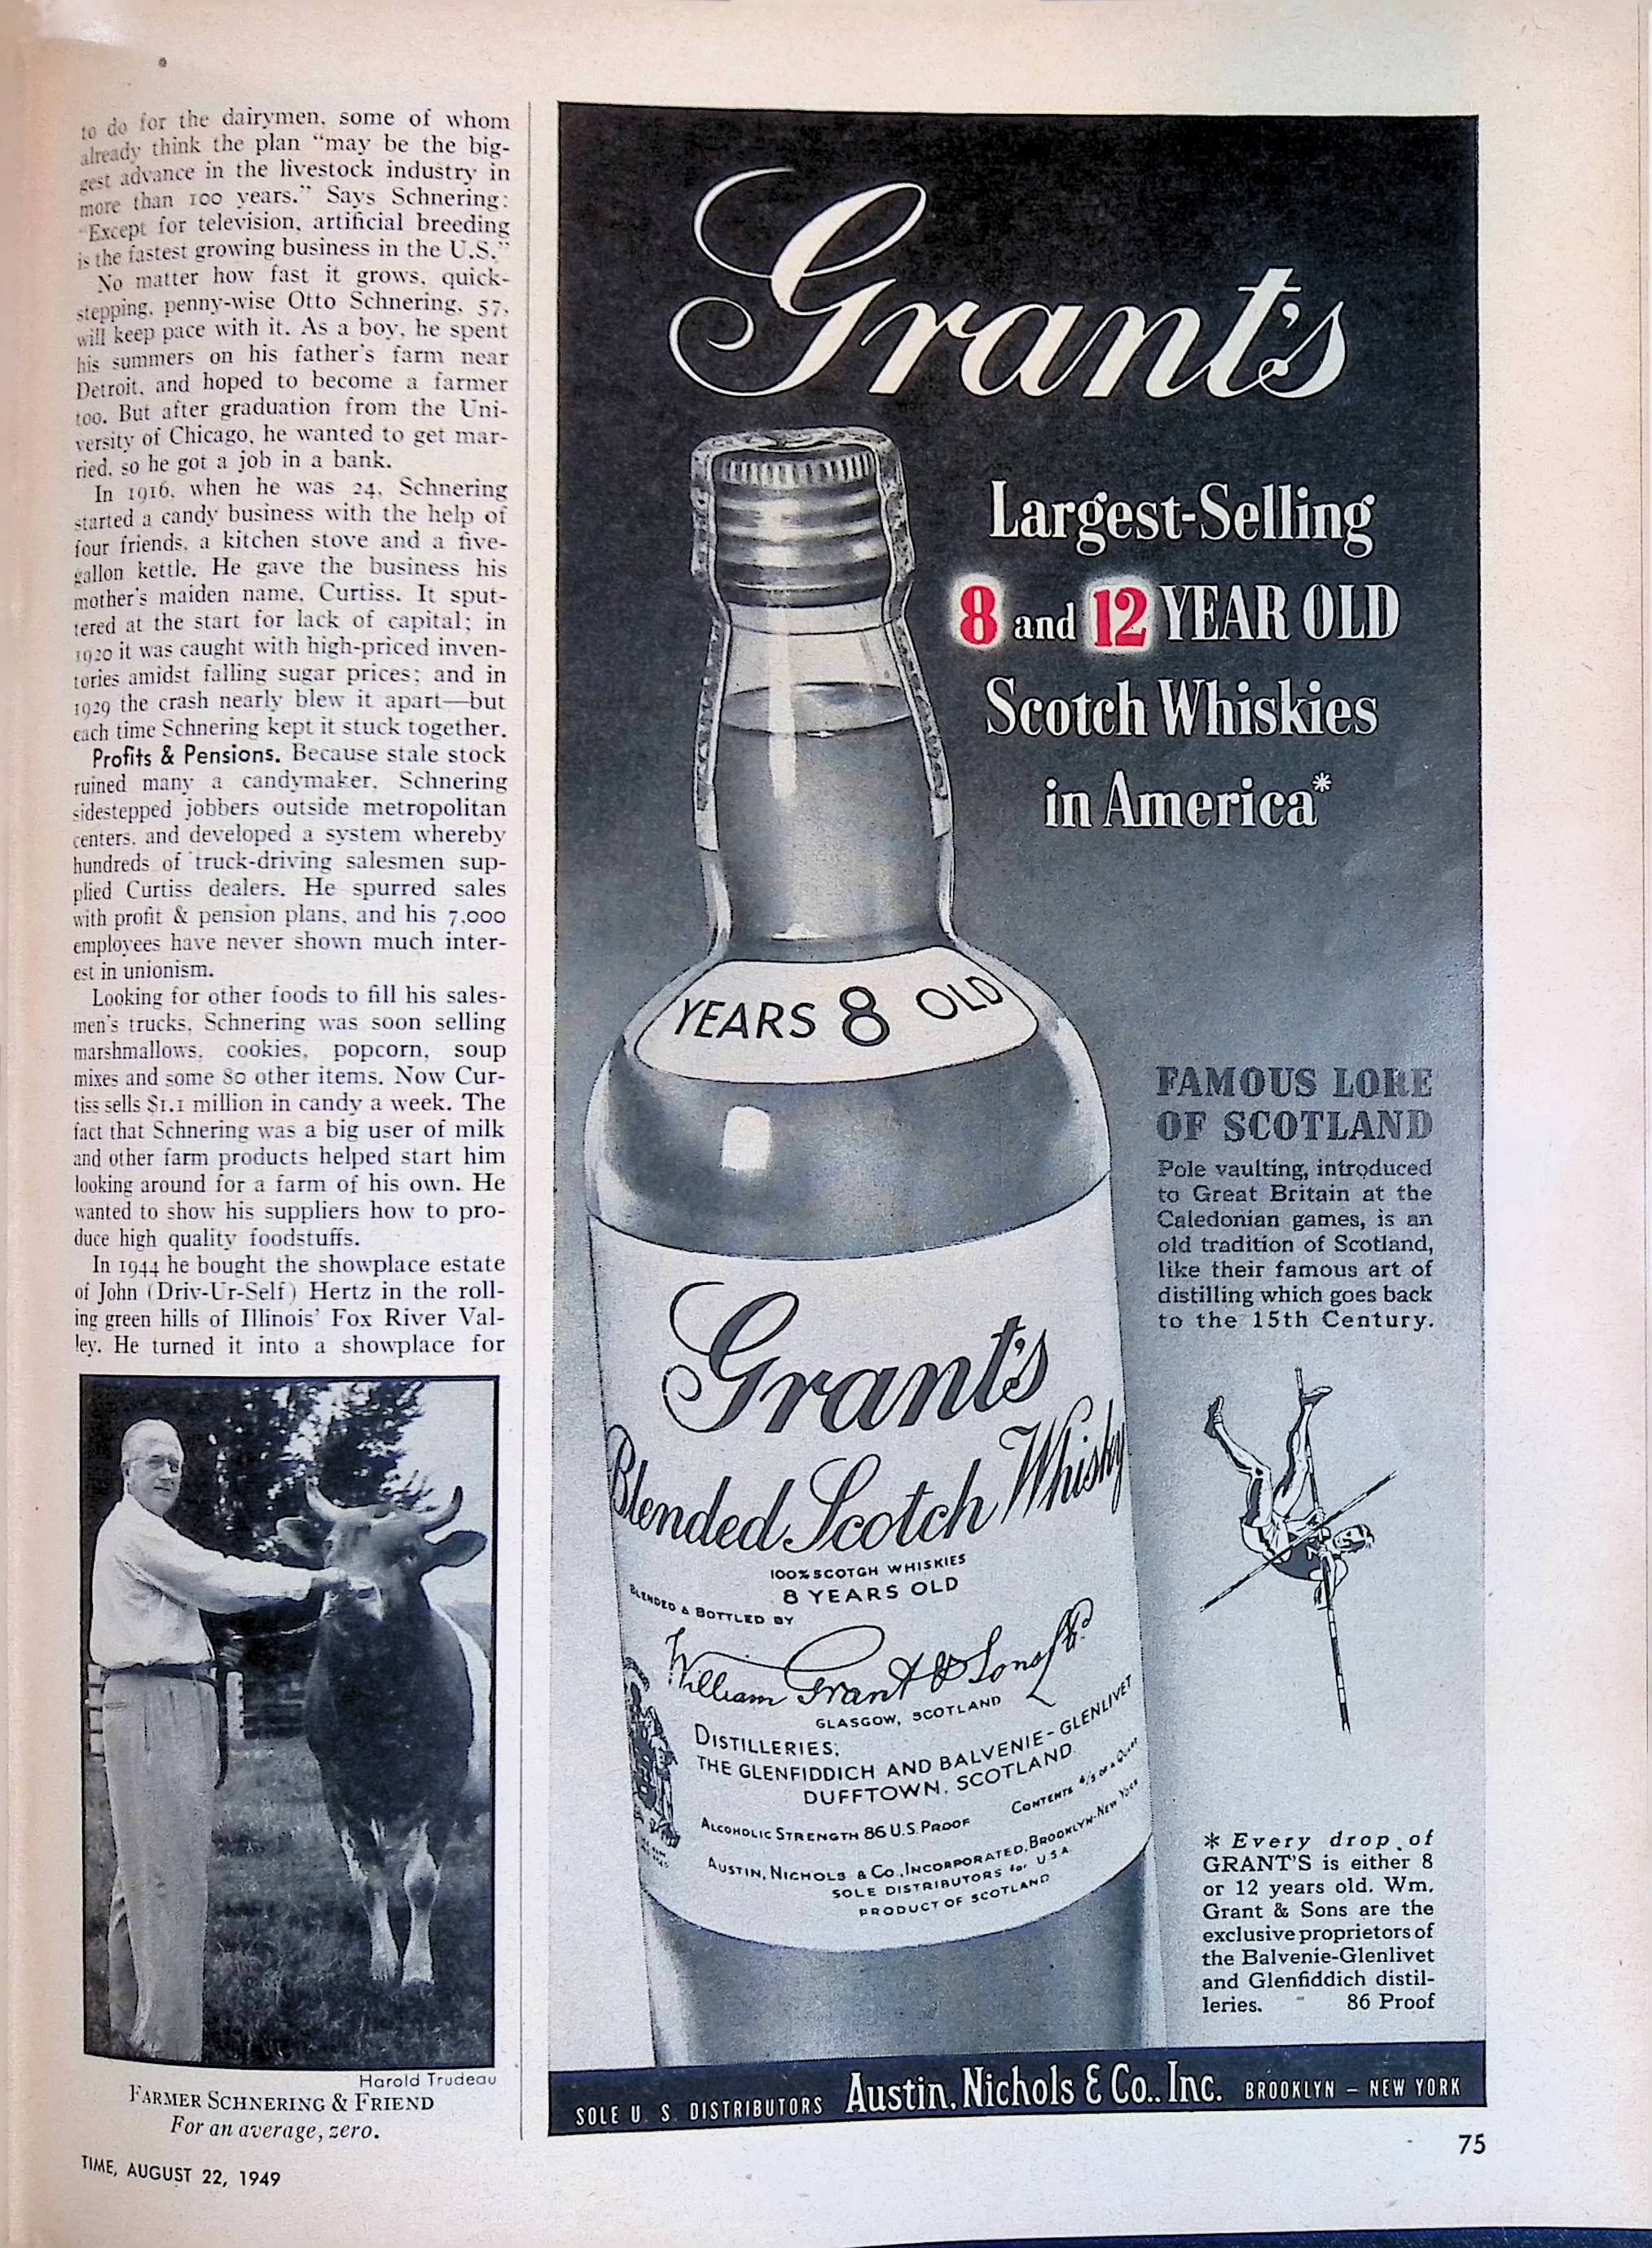 to do for the dairymen, some of whom
already think the plan “may be the big-
gest advance in the livestock industry in
more than 100 years.” Says Schnering:
“Except for television, artificial breeding
is the fastest growing business in the U.S.”
No matter how fast it grows, quick-
stepping, penny-wise Otto Schnering, 57,
will keep pace with it. As a boy, he spent
his summers on his father's farm near
Detroit, and hoped to become a farmer
too. But after graduation from the Uni-
versity of Chicago, he wanted to get mar-
ried, so he got a job in a bank.
In 1916, when he was 24, Schnering
started a candy business with the help of
four friends, a kitchen stove and a five-
gallon kettle. He gave the business his
mother's maiden name, Curtiss. It sput-
tered at the start for lack of capital; in
1920 it was caught with high-priced inven-
tories amidst falling sugar prices; and in
1929 the crash nearly blew it apart—but
each time Schnering kept it stuck together.
Profits & Pensions. Because stale stock
ruined many a candymaker, Schnering
sidestepped jobbers outside metropolitan
centers, and developed a system whereby
hundreds of truck-driving salesmen sup-
plied Curtiss dealers. He spurred sales
with profit & pension plans, and his 7,000
employees have never shown much inter-
est in unionism.
Looking for other foods to fill his sales-
men's trucks, Schnering was soon selling
marshmallows, cookies, popcorn, soup
mixes and some 80 other items. Now Cur-
tiss sells $1.1 million in candy a week. The
fact that Schnering was a big user of milk
and other farm products helped start him
looking around for a farm of his own. He
wanted to show his suppliers how to pro-
duce high quality foodstuffs.
In 1944 he bought the showplace estate
of John (Driv-Ur-Self) Hertz in the roll-
ing green hills of Illinois' Fox River Val-
ley. He turned it into a showplace for
Harold Trudeau
FARMER SCHNERING & FRIEND
For an average, zero.
TIME, AUGUST 22, 1949
Grant's
Largest-Selling
8 and 12 YEAR OLD
Scotch Whiskies
in America*
YEARS 8 OLD
Grant's
Blended Scotch Whisky
100% SCOTCH WHISKIES
8 YEARS OLD
BLENDED & BOTTLED BY
William Grant & Sons Ltd.
GLASGOW, SCOTLAND
DISTILLERIES;
THE GLENFIDDICH AND BALVENIE-GLENLIVET
DUFFTOWN, SCOTLAND.
ALCOHOLIC STRENGTH 86 U.S. PROOF CONTENTS 4/5 OF A QUART
AUSTIN, NICHOLS & CO., INCORPORATED, BROOKLYN-NEW YORK
SOLE DISTRIBUTORS for U.S.A.
PRODUCT OF SCOTLAND
FAMOUS LORE
OF SCOTLAND
Pole vaulting, introduced
to Great Britain at the
Caledonian games, is an
old tradition of Scotland,
like their famous art of
distilling which goes back
to the 15th Century.
* Every drop of
GRANT'S is either 8
or 12 years old. Wm.
Grant & Sons are the
exclusive proprietors of
the Balvenie-Glenlivet
and Glenfiddich distil-
leries. 86 Proof
SOLE U. S. DISTRIBUTORS Austin, Nichols & Co., Inc. BROOKLYN – NEW YORK
75